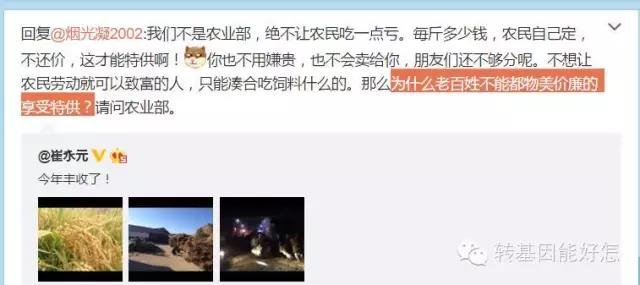 回复@烟光凝2002:我们不是农业部，绝不让农民吃一点亏。每斤多少钱，农民自己定，
不还价，这才能特供啊！你也不用嫌贵，也不会卖给你，朋友们还不够分呢。不想让
农民劳动就可以致富的人，只能凑合吃饲料什么的。那么为什么老百姓不能都物美价廉的
享受特供？请问农业部。
@崔永元
今年丰收了！
转基因能好怎